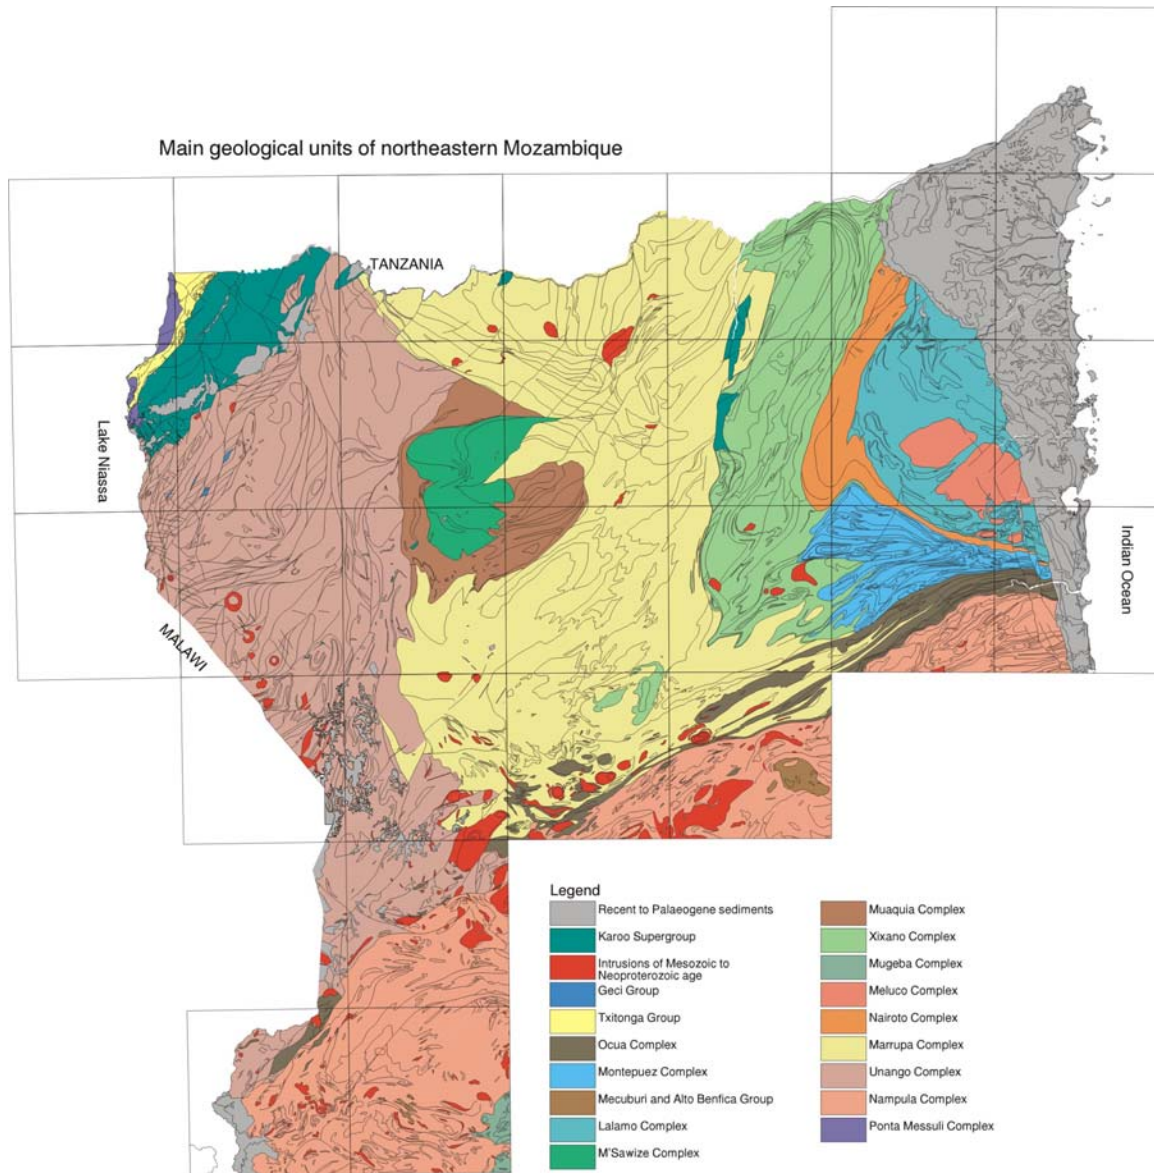 Main geological units of northeastern Mozambique
TANZANIA
Lake Niassa
MALAWI
Indian Ocean
Legend
Recent to Palaeogene sediments
Karoo Supergroup
Intrusions of Mesozoic to
Neoproterozoic age
Geci Group
Txitonga Group
Ocua Complex
Montepuez Complex
Mecuburi and Alto Benfica Group
Lalamo Complex
M'Sawize Complex
Muaquia Complex
Xixano Complex
Mugeba Complex
Meluco Complex
Nairoto Complex
Marrupa Complex
Unango Complex
Nampula Complex
Ponta Messuli Complex